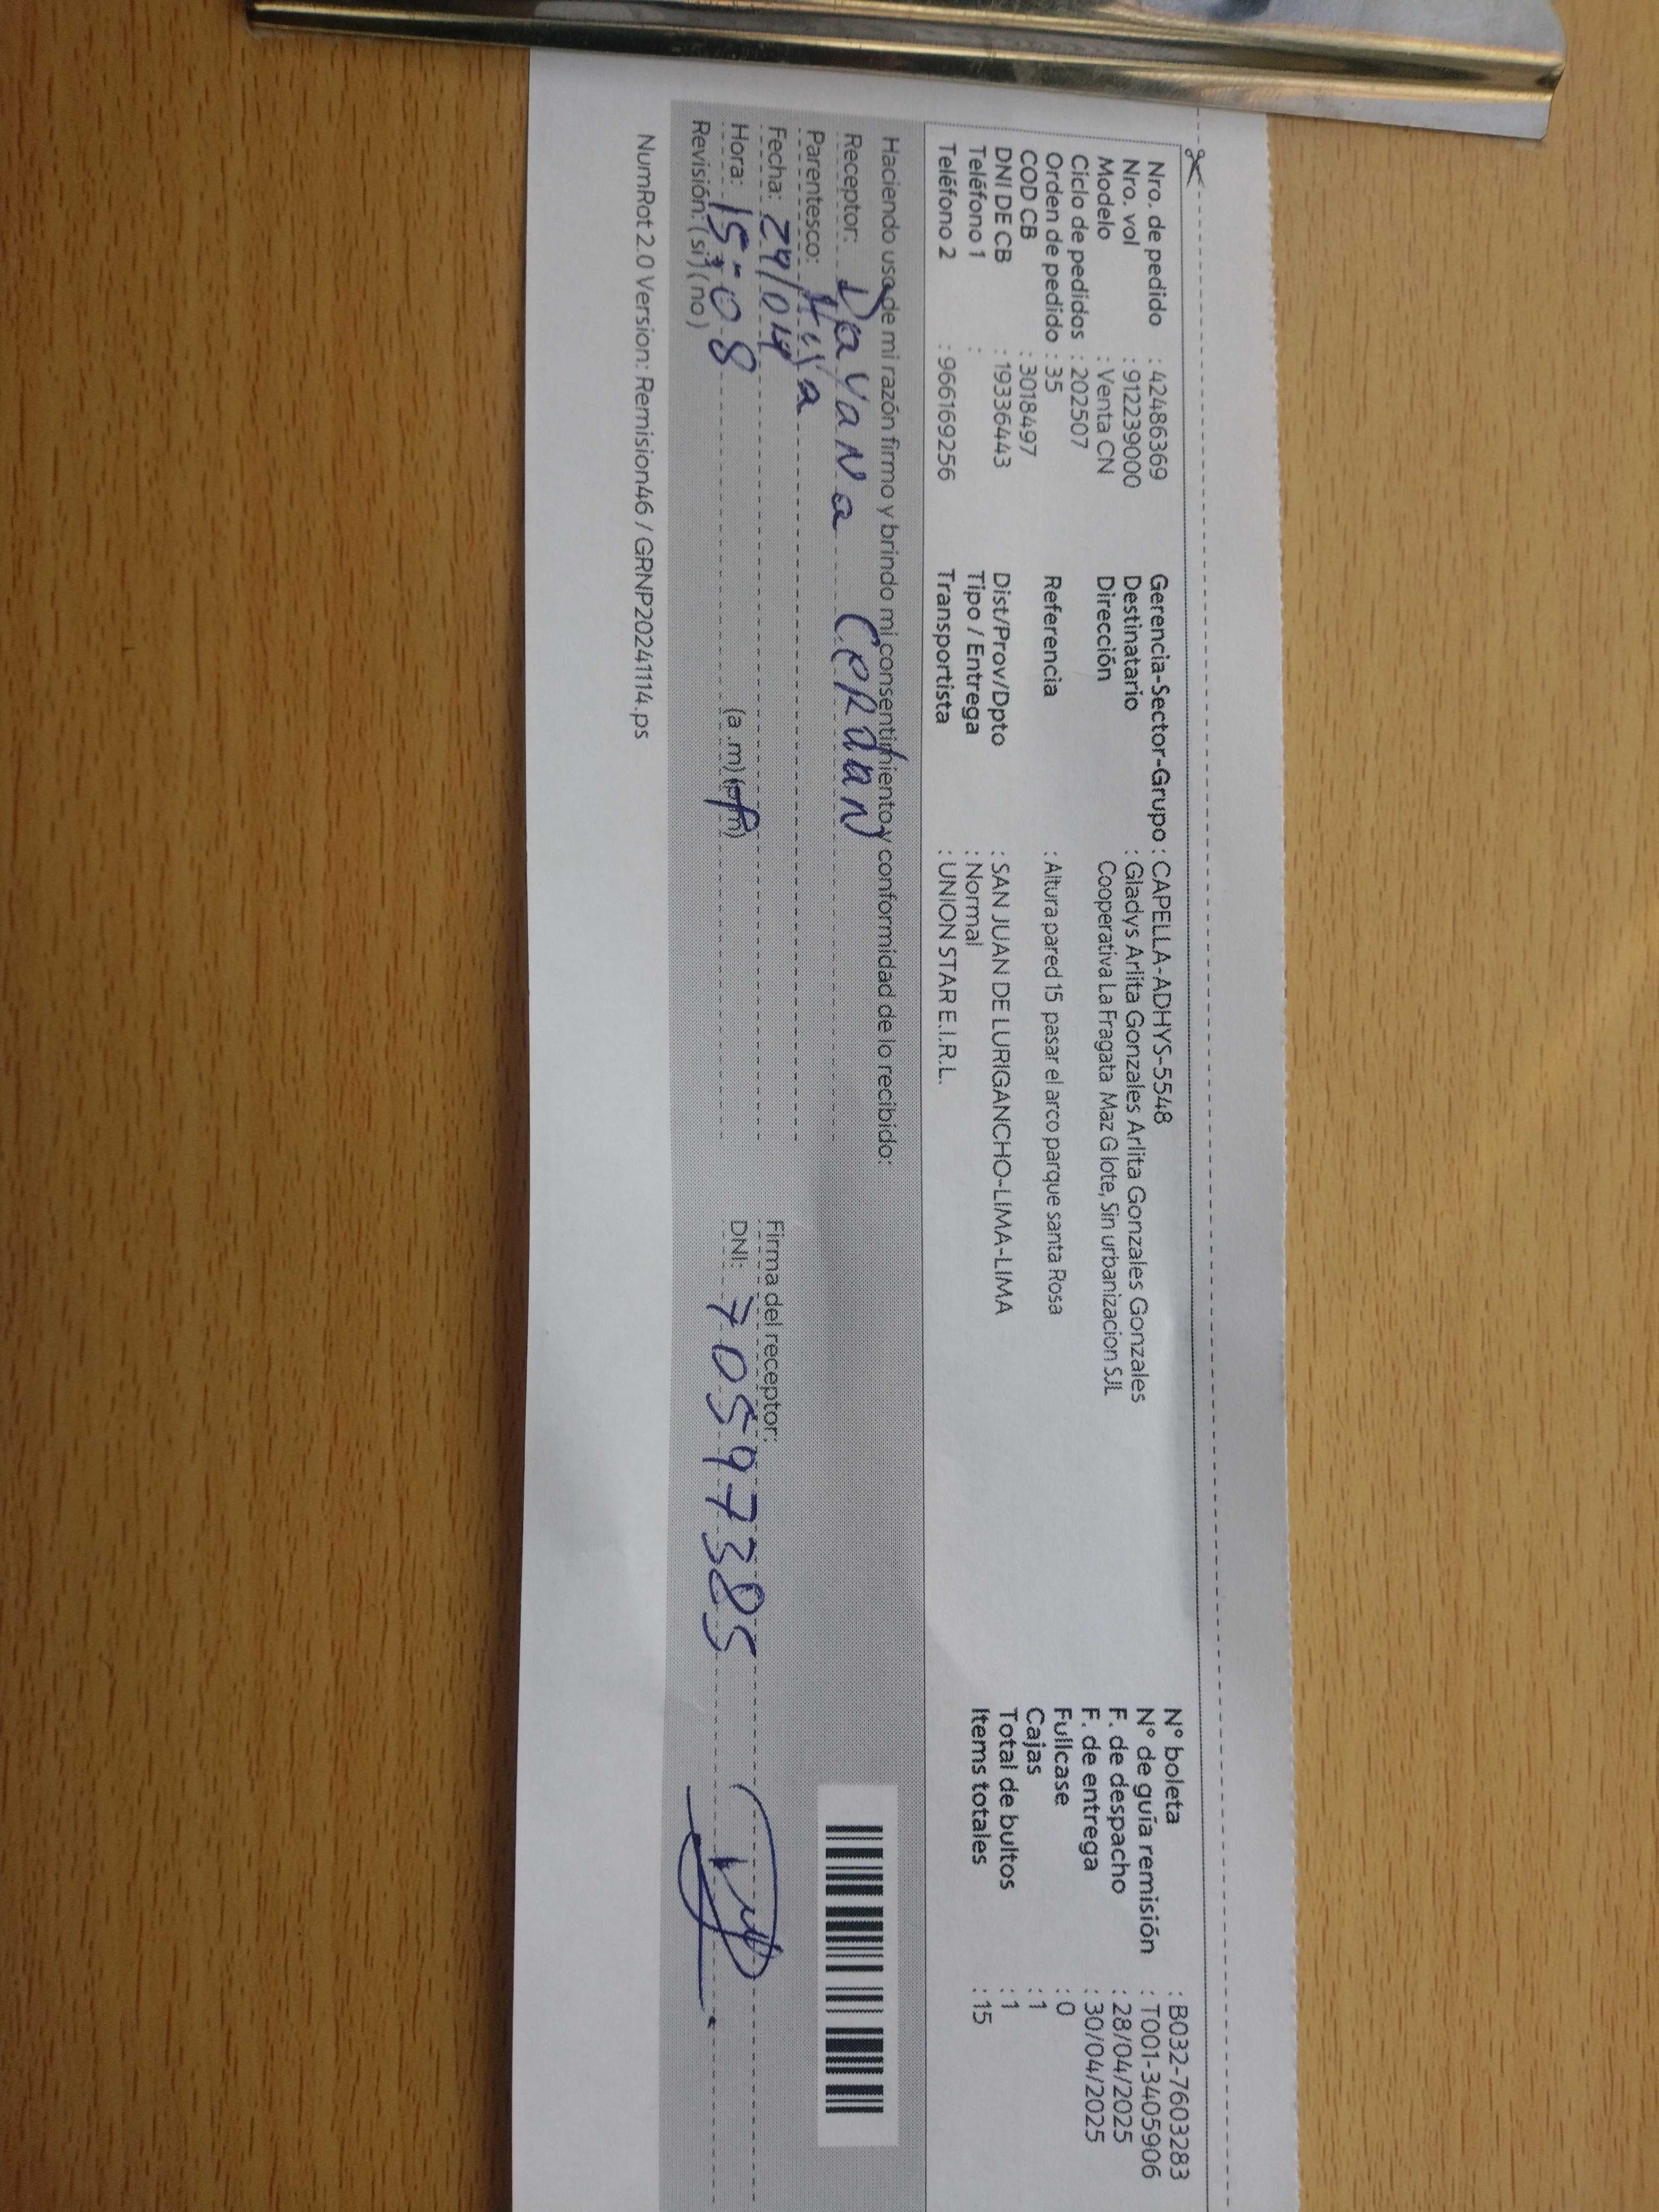 Nro. de pedido : 42486369
Nro. vol : 912239000
Modelo : Venta CN
Ciclo de pedidos : 202507
Orden de pedido : 35
COD CB : 3018497
DNI DE CB : 19336443
Teléfono 1 :
Teléfono 2 : 966169256
Gerencia-Sector-Grupo : CAPELLA-ADHYS-5548
Destinatario : Gladys Arlita Gonzales Arlita Gonzales Gonzales
Dirección Cooperativa La Fragata Maz G lote, Sin urbanizacion SJL
Referencia : Altura pared 15 pasar el arco parque santa Rosa
Dist/Prov/Dpto : SAN JUAN DE LURIGANCHO-LIMA-LIMA
Tipo / Entrega : Normal
Transportista : UNION STAR E.I.R.L.
N° boleta : B032-7603283
N° de guía remisión : T001-3405906
F. de despacho : 28/04/2025
F. de entrega : 30/04/2025
Fullcase : 0
Cajas : 1
Total de bultos : 1
Items totales : 15
Haciendo uso de mi razón firmo y brindo mi consentimiento y conformidad de lo recibido:
Receptor: Dayana Cerdan
Parentesco: Hija
Fecha: 29/04
Hora: 15:08 (a.m) (p.m)
Revisión: (si) (no)
Firma del receptor:
DNI: 70597385
NumRot 2.0 Version: Remision46 / GRNP20241114.ps